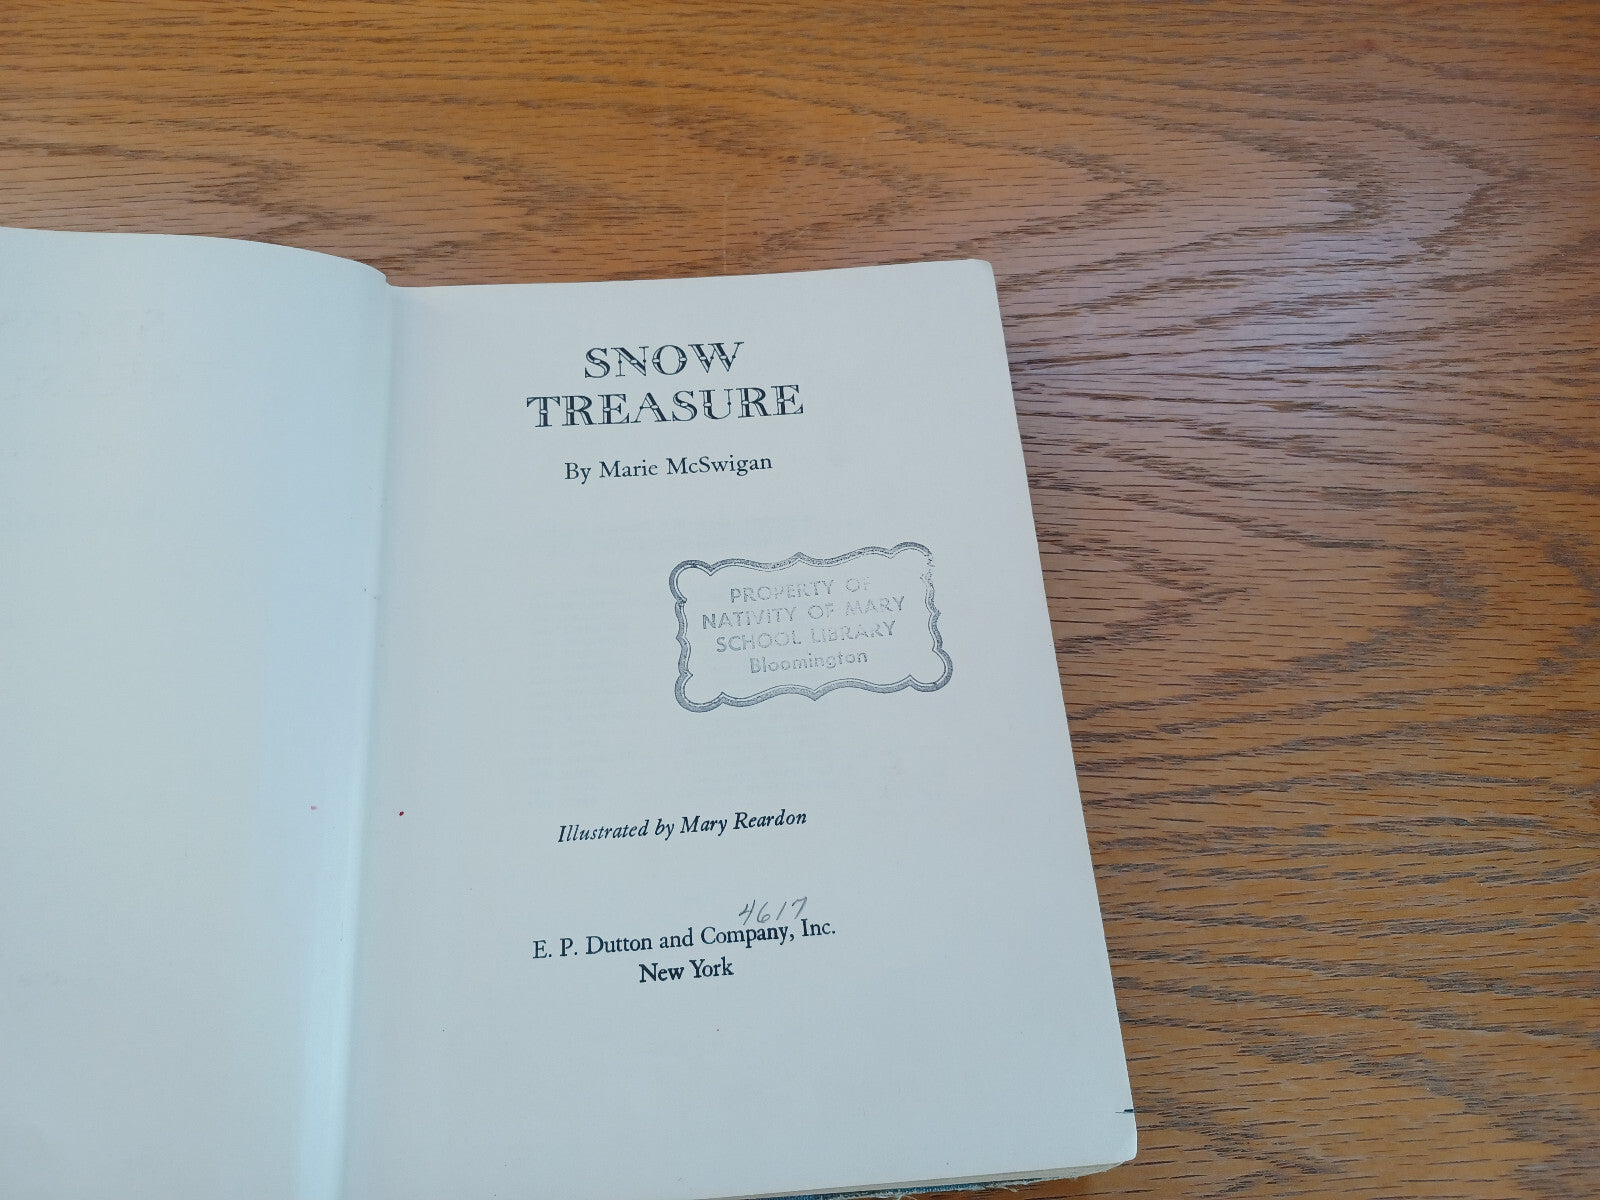 SNOW
TREASURE
By Marie McSwigan
PROPERTY OF
NATIVITY OF MARY
SCHOOL LIBRARY
Bloomington
Illustrated by Mary Reardon
4617
E. P. Dutton and Company, Inc.
New York